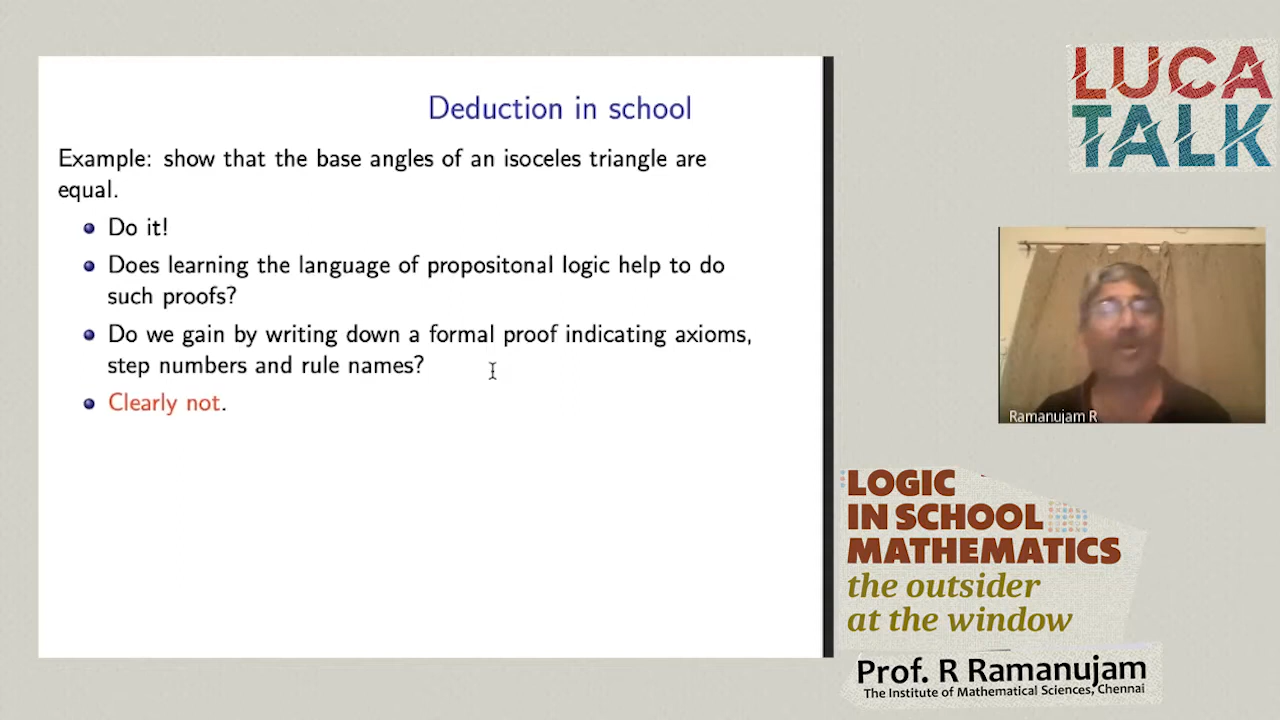 Deduction in school
Example: show that the base angles of an isoceles triangle are
equal.
Do it!
Does learning the language of propositonal logic help to do
such proofs?
Do we gain by writing down a formal proof indicating axioms,
step numbers and rule names?
Clearly not.
LUCA
TALK
Ramanujam R
LOGIC
IN SCHOOL
MATHEMATICS
the outsider
at the window
Prof. R Ramanujam
The Institute of Mathematical Sciences, Chennai